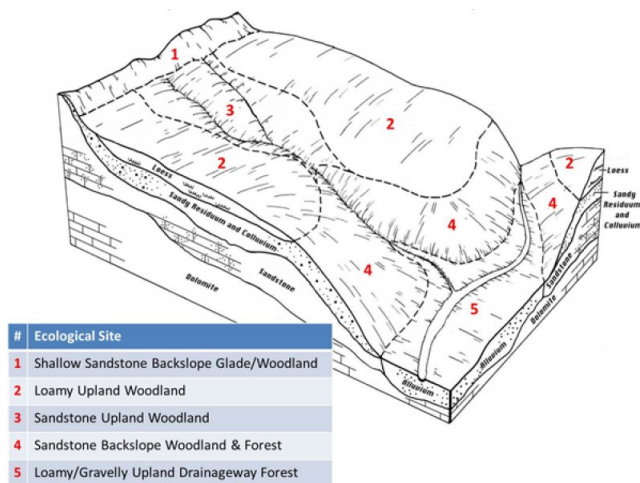 1
3
2
2
2
Loess
Sandy Residuum and Colluvium
4
4
4
Loess
Sandy
Residuum
and
Colluvium
Sandstone
Dolomite
Sandstone
Dolomite
5
Alluvium
Alluvium
# Ecological Site
1 Shallow Sandstone Backslope Glade/Woodland
2 Loamy Upland Woodland
3 Sandstone Upland Woodland
4 Sandstone Backslope Woodland & Forest
5 Loamy/Gravelly Upland Drainageway Forest